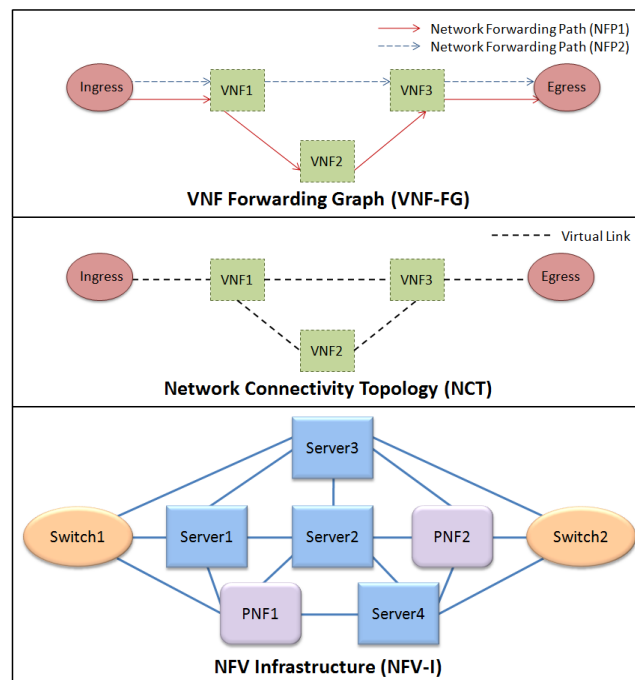 Network Forwarding Path (NFP1)
Network Forwarding Path (NFP2)
Ingress
VNF1
VNF3
Egress
VNF2
VNF Forwarding Graph (VNF-FG)
Virtual Link
Ingress
VNF1
VNF3
Egress
VNF2
Network Connectivity Topology (NCT)
Server3
Switch1
Server1
Server2
PNF2
Switch2
PNF1
Server4
NFV Infrastructure (NFV-I)